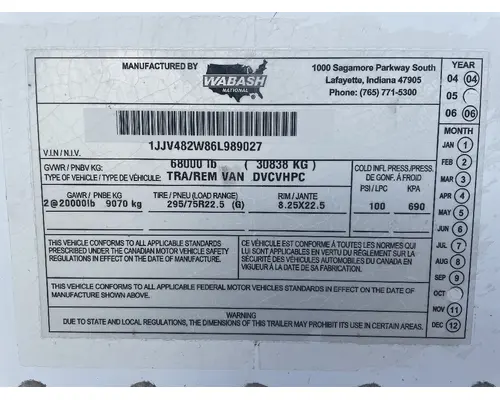 MANUFACTURED BY
WABASH
NATIONAL
1000 Sagamore Parkway South
Lafayette, Indiana 47905
Phone: (765) 771-5300
1JJV482W86L989027
V.I.N / N.I.V.
GVWR / PNBV KG: 68000 lb ( 30838 KG )
TYPE OF VEHICLE / TYPE DE VÉHICULE: TRA/REM VAN DVCVHPC
COLD INFL.PRESS/PRESS.
DE GONF. À FROID
GAWR / PNBE KG TIRE / PNEU (LOAD RANGE) RIM / JANTE PSI / LPC KPA
2@20000lb 9070 kg 295/75R22.5 (G) 8.25X22.5 100 690
THIS VEHICLE CONFORMS TO ALL APPLICABLE STANDARDS
PRESCRIBED UNDER THE CANADIAN MOTOR VEHICLE SAFETY
REGULATIONS IN EFFECT ON THE DATE OF MANUFACTURE.
CE VÉHICULE EST CONFORME À TOUTES LES NORMES QUI
LUI SONT APPLICABLES EN VERTU DU RÈGLEMENT SUR LA
SÉCURITÉ DES VÉHICULES AUTOMOBILES DU CANADA EN
VIGUEUR À LA DATE DE SA FABRICATION.
THIS VEHICLE CONFORMS TO ALL APPLICABLE FEDERAL MOTOR VEHICLE SAFETY STANDARDS IN EFFECT ON THE
DATE OF MANUFACTURE SHOWN ABOVE.
WARNING
DUE TO STATE AND LOCAL REGULATIONS, THE DIMENSIONS OF THIS TRAILER MAY PROHIBIT ITS USE IN CERTAIN AREAS.
YEAR
04 04
05
06 06
MONTH
JAN 1
FEB 2
MAR 3
APR 4
MAY 5
JUN 6
JUL 7
AUG 8
SEP 9
OCT
NOV 11
DEC 12